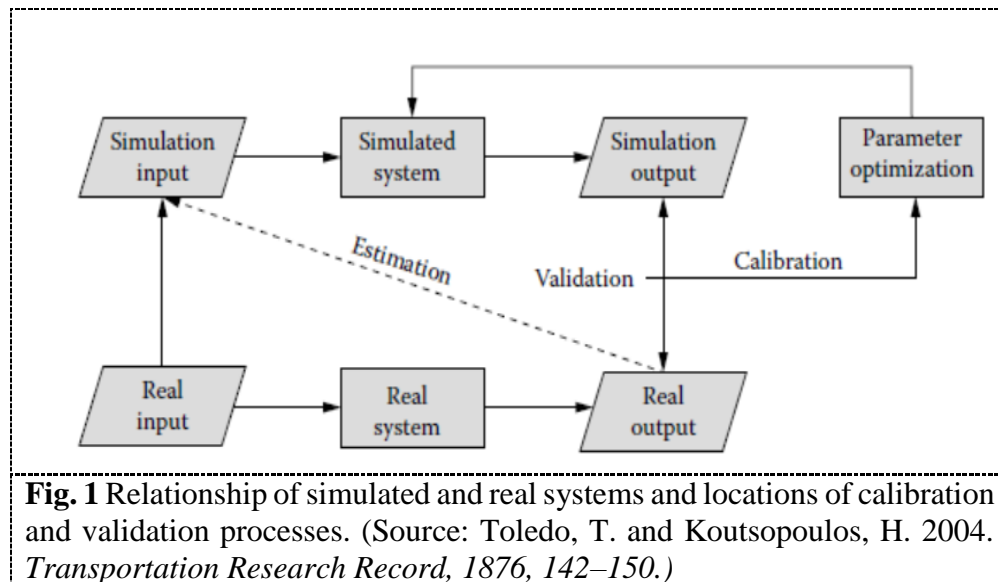 Simulation
input
Simulated
system
Simulation
output
Parameter
optimization
Estimation
Validation
Calibration
Real
input
Real
system
Real
output
Fig. 1 Relationship of simulated and real systems and locations of calibration
and validation processes. (Source: Toledo, T. and Koutsopoulos, H. 2004.
Transportation Research Record, 1876, 142–150.)